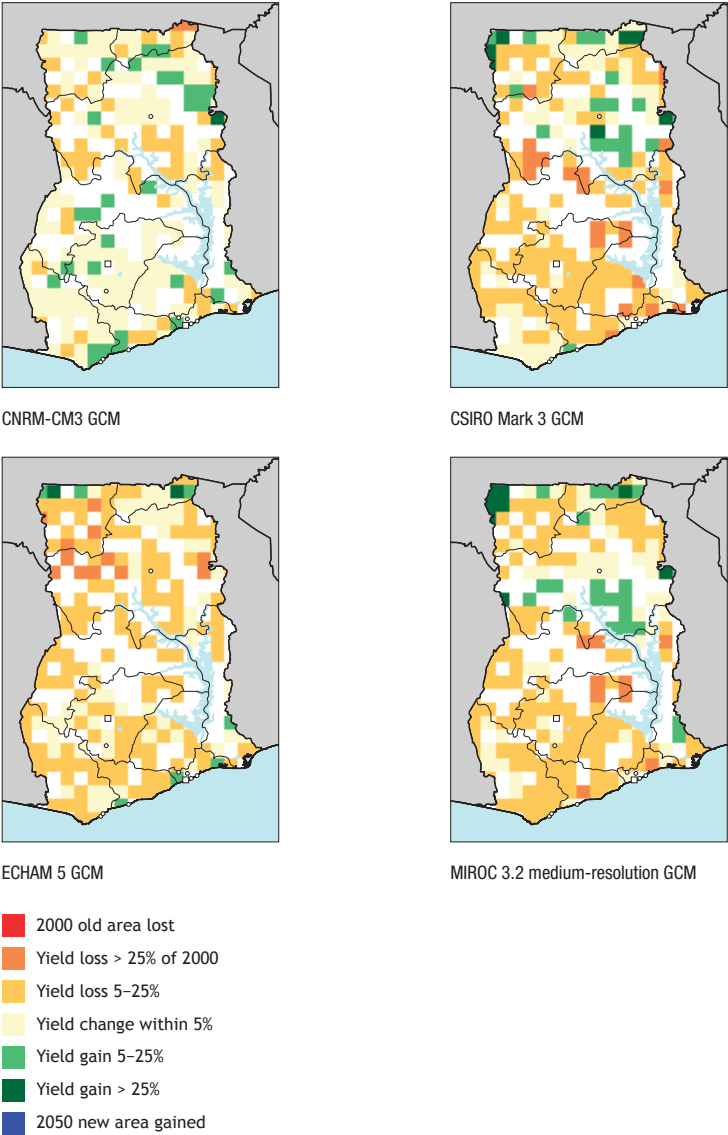 CNRM-CM3 GCM
CSIRO Mark 3 GCM
ECHAM 5 GCM
MIROC 3.2 medium-resolution GCM
2000 old area lost
Yield loss > 25% of 2000
Yield loss 5–25%
Yield change within 5%
Yield gain 5–25%
Yield gain > 25%
2050 new area gained